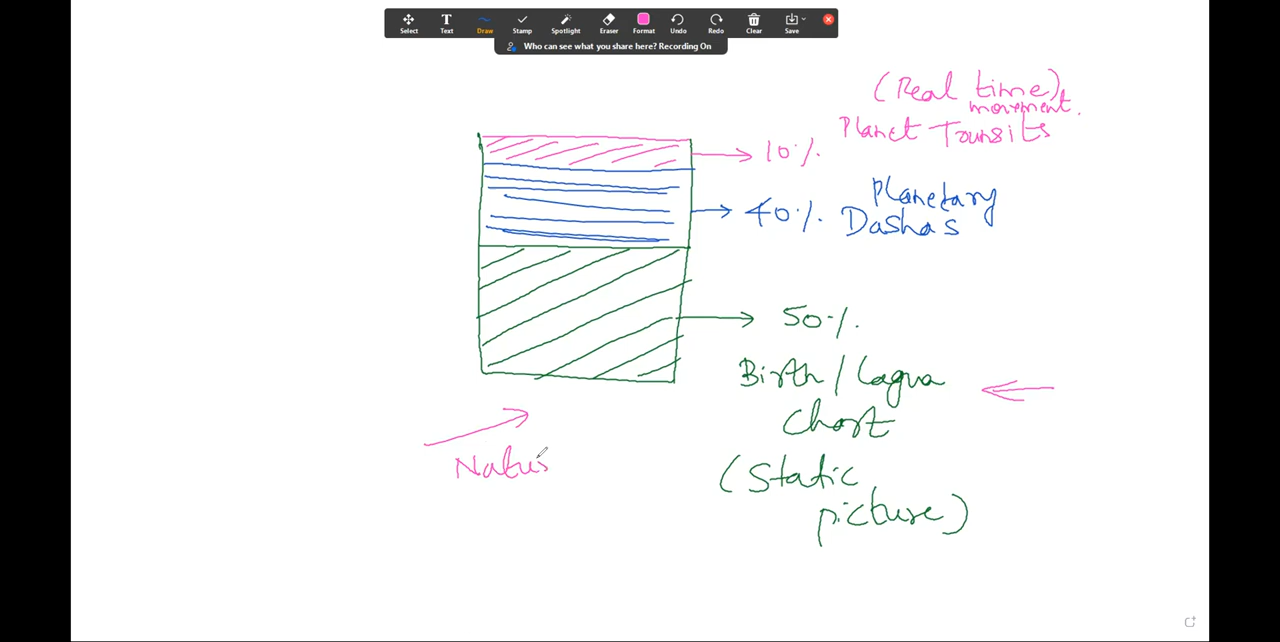 Select Text Draw Stamp Spotlight Eraser Format Undo Redo Clear Save
Who can see what you share here? Recording On
(Real time)
movement.
Planet Transits
10%.
Planetary
40%. Dashas
50%.
Birth / Lagna
Chart
(Static
picture)
Natu